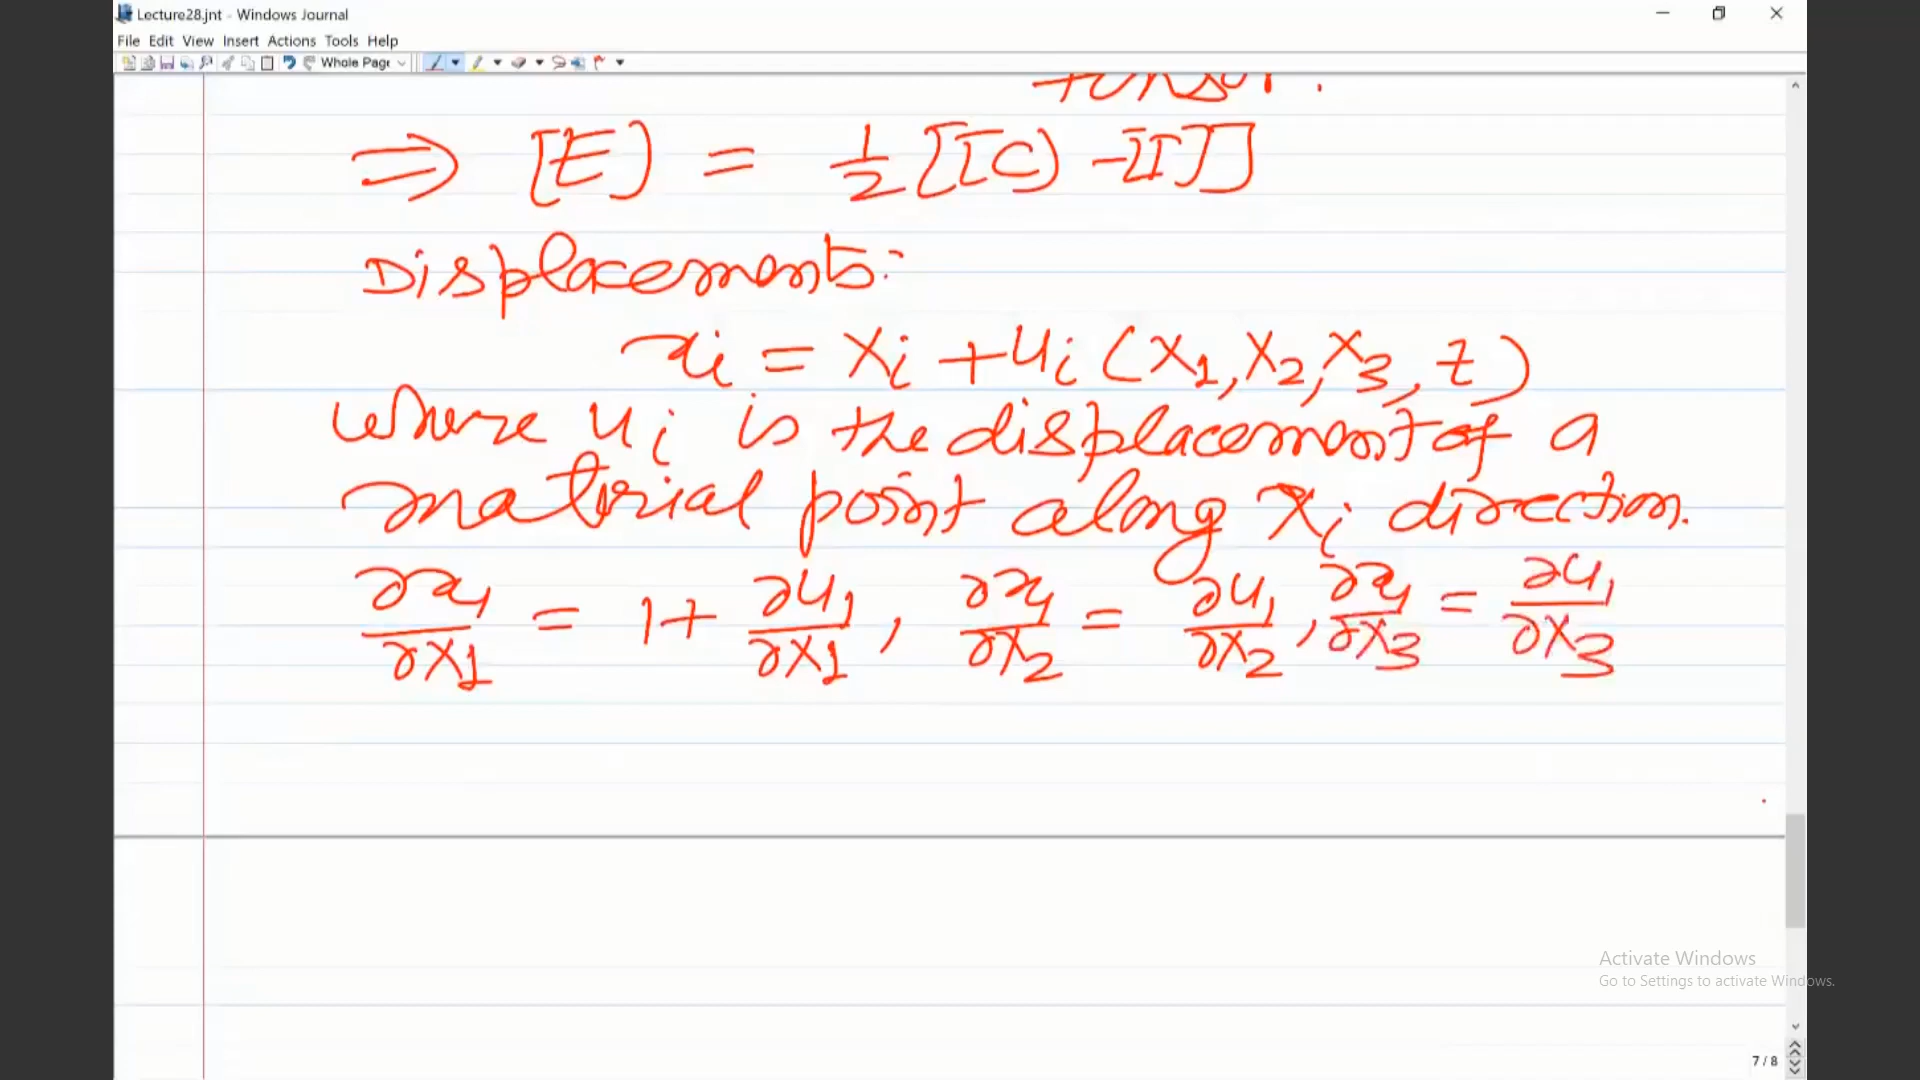 Lecture28.jnt - Windows Journal
File Edit View Insert Actions Tools Help
Whole Page
tensor.
⇒ [E] = 1/2 [[C] - [I]]
Displacements:
xᵢ = Xᵢ + uᵢ (X₁, X₂, X₃, t)
where uᵢ is the displacement of a
material point along xᵢ direction.
∂x₁/∂X₁ = 1 + ∂u₁/∂X₁, ∂x₁/∂X₂ = ∂u₁/∂X₂, ∂x₁/∂X₃ = ∂u₁/∂X₃
Activate Windows
Go to Settings to activate Windows.
7 / 8